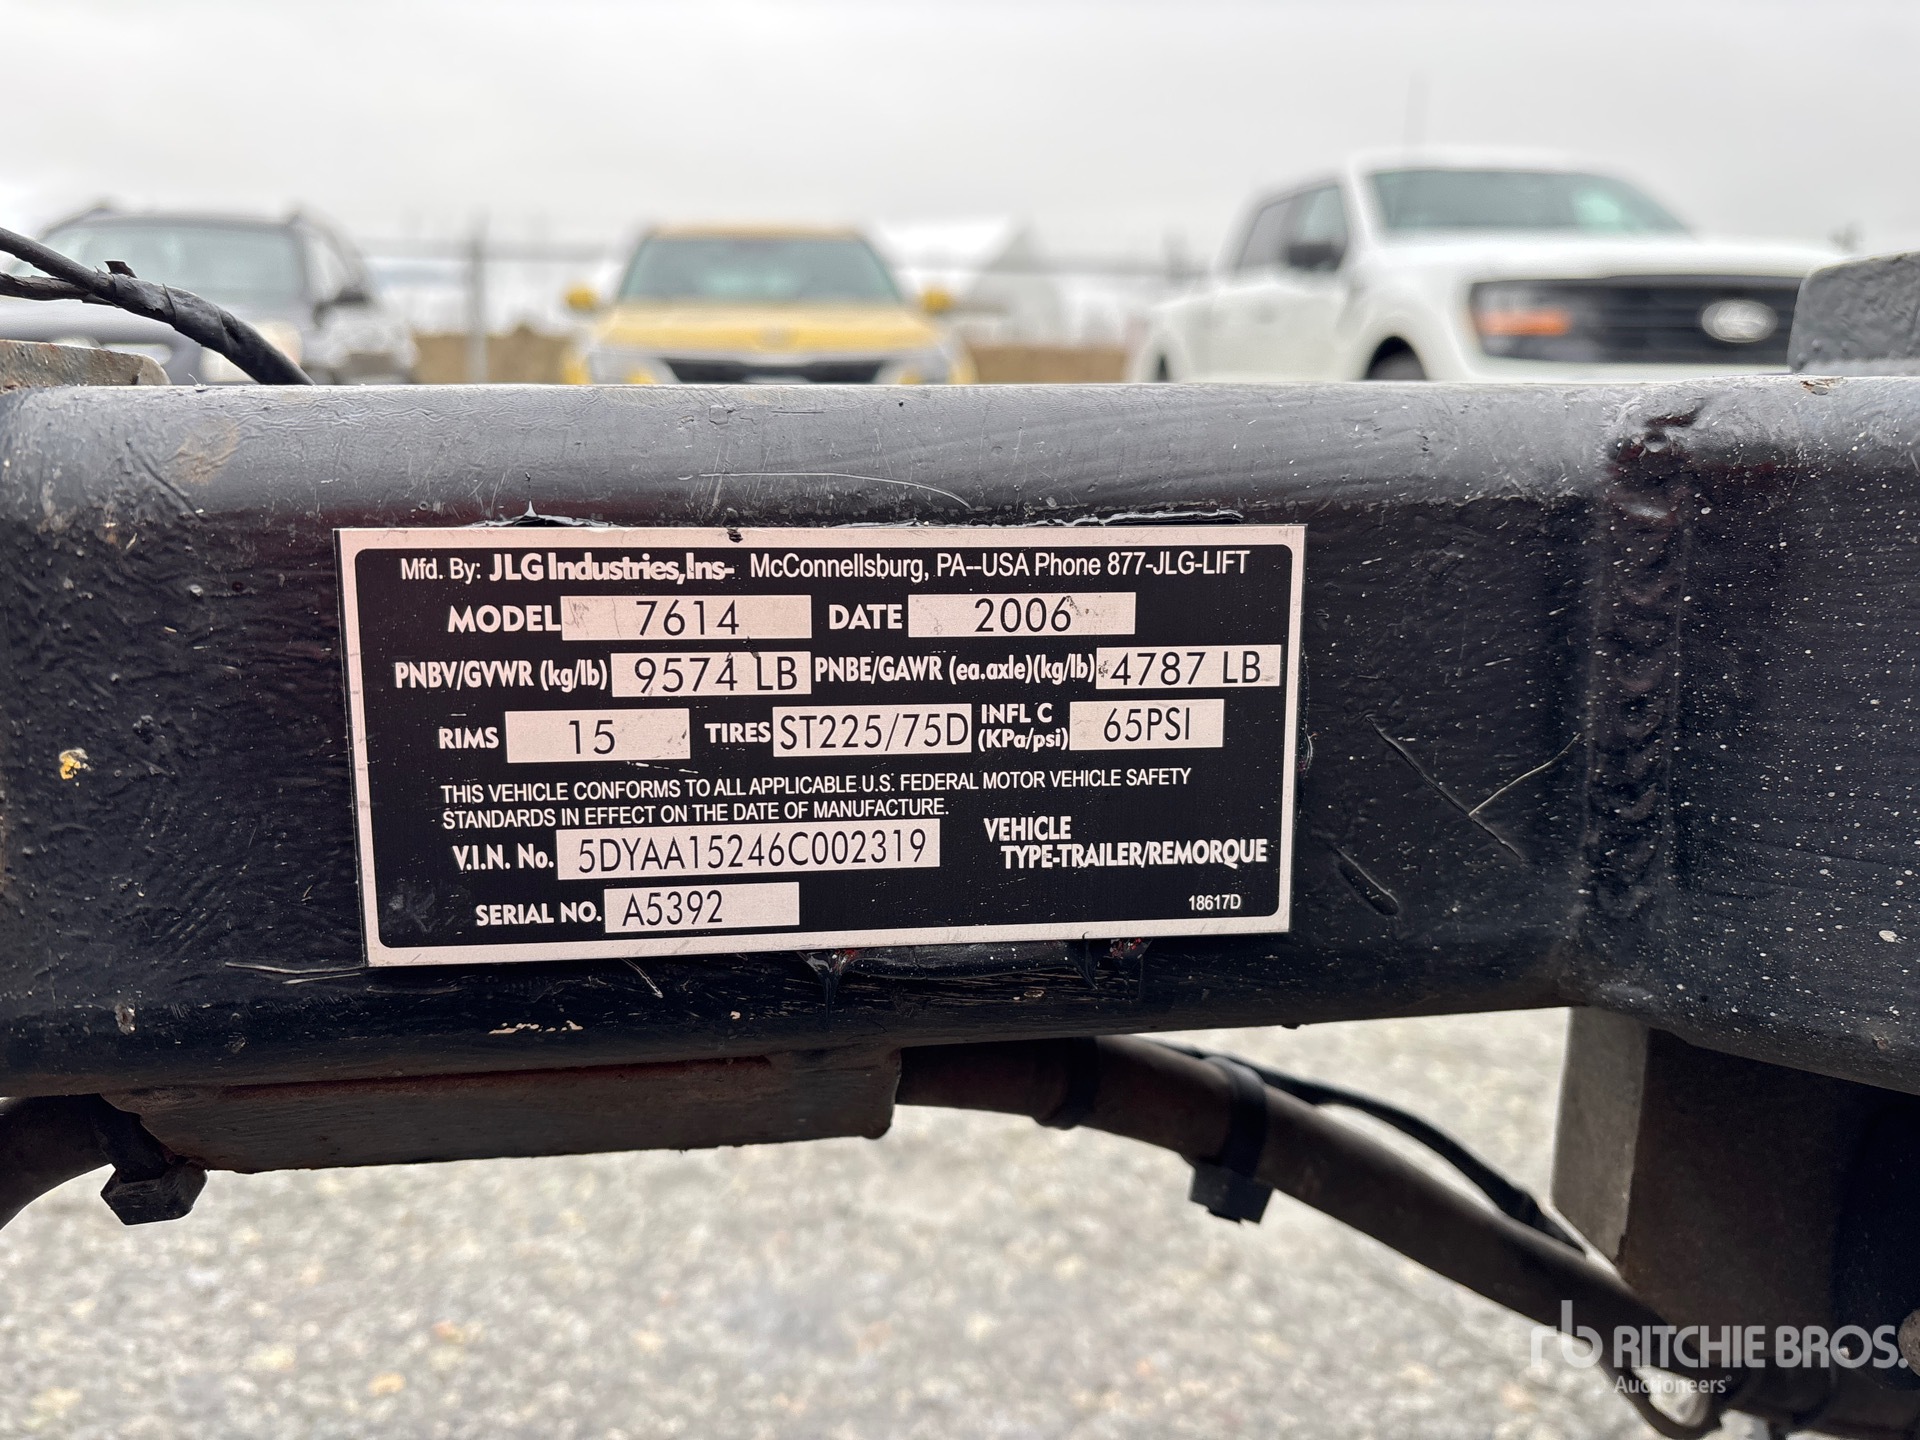 Mfd. By: JLG Industries, Ins- McConnellsburg, PA--USA Phone 877-JLG-LIFT
MODEL 7614 DATE 2006
PNBV/GVWR (kg/lb) 9574 LB PNBE/GAWR (ea.axle)(kg/lb) 4787 LB
RIMS 15 TIRES ST225/75D INFL C (KPa/psi) 65PSI
THIS VEHICLE CONFORMS TO ALL APPLICABLE U.S. FEDERAL MOTOR VEHICLE SAFETY
STANDARDS IN EFFECT ON THE DATE OF MANUFACTURE.
V.I.N. No. 5DYAA15246C002319 VEHICLE
TYPE-TRAILER/REMORQUE
SERIAL NO. A5392 18617D
rb RITCHIE BROS.
Auctioneers